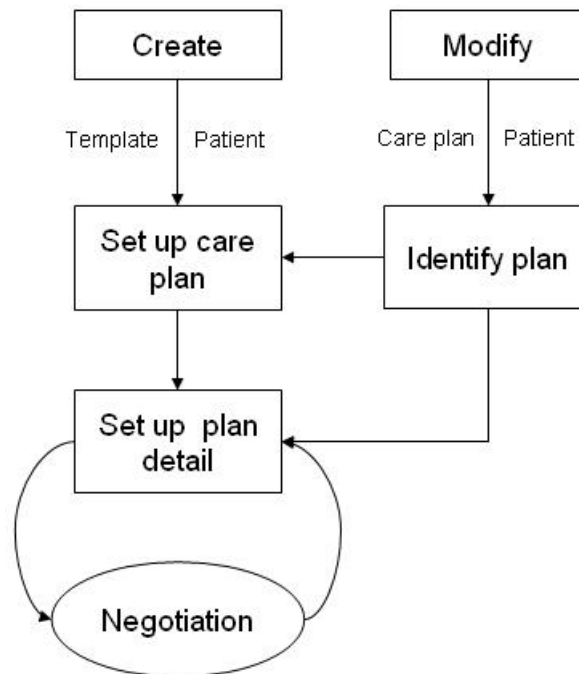 Create
Modify
Template Patient
Care plan Patient
Set up care
plan
Identify plan
Set up plan
detail
Negotiation